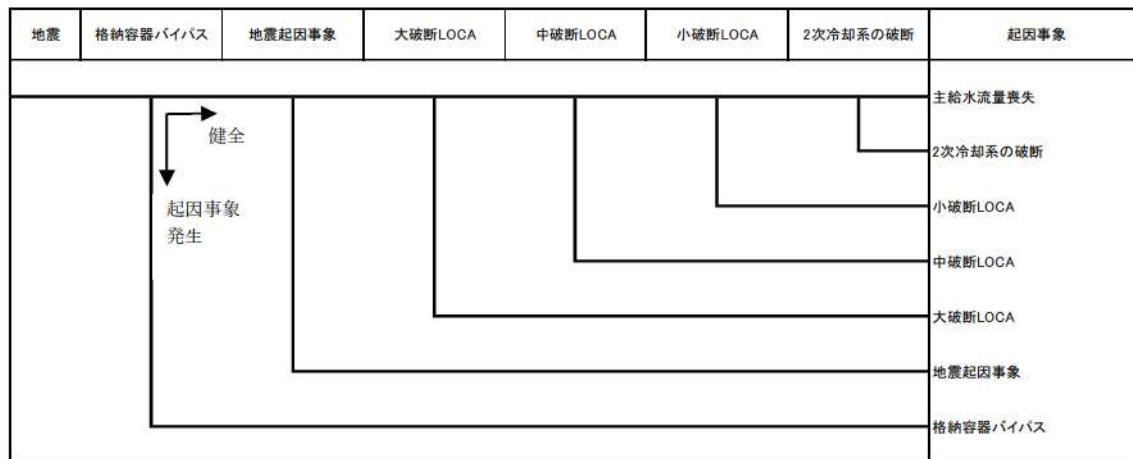 地震 格納容器バイパス 地震起因事象 大破断LOCA 中破断LOCA 小破断LOCA 2次冷却系の破断 起因事象
主給水流量喪失
健全
2次冷却系の破断
起因事象
発生
小破断LOCA
中破断LOCA
大破断LOCA
地震起因事象
格納容器バイパス